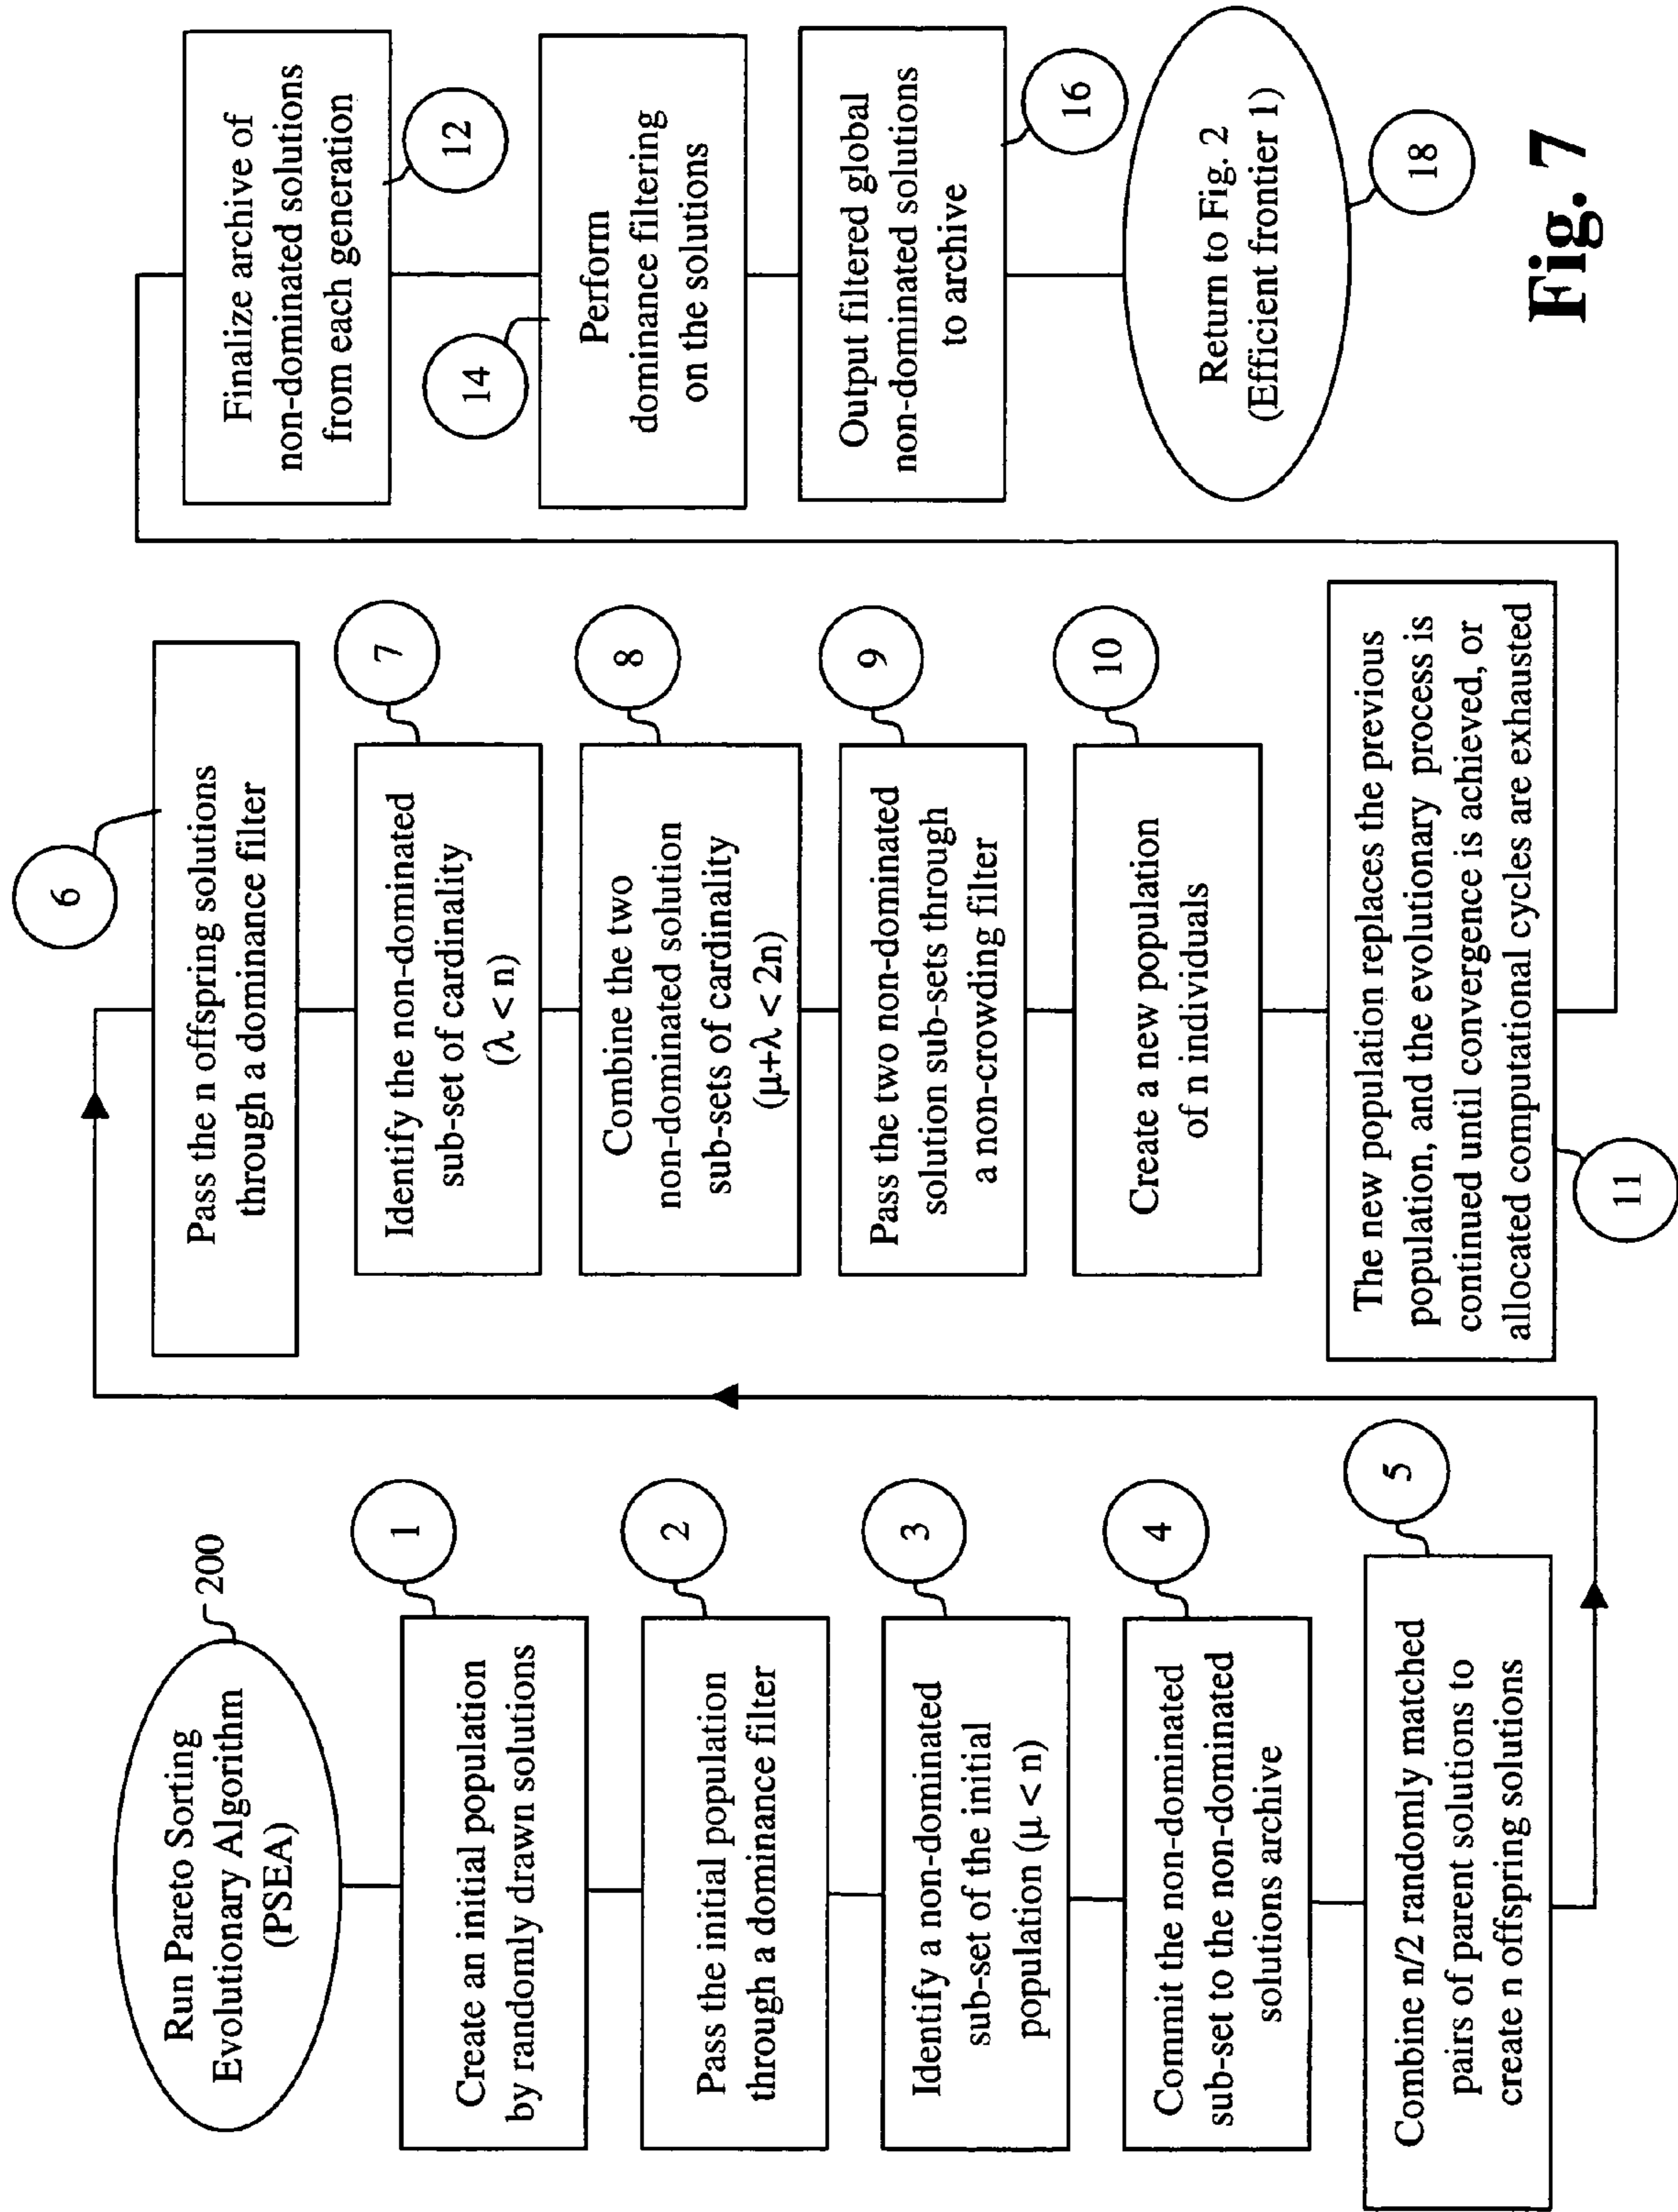 Run Pareto Sorting
Evolutionary Algorithm
(PSEA)
200
Create an initial population
by randomly drawn solutions
1
Pass the initial population
through a dominance filter
2
Identify a non-dominated
sub-set of the initial
population (μ < n)
3
Commit the non-dominated
sub-set to the non-dominated
solutions archive
4
Combine n/2 randomly matched
pairs of parent solutions to
create n offspring solutions
5
6
Pass the n offspring solutions
through a dominance filter
Identify the non-dominated
sub-set of cardinality
(λ < n)
7
Combine the two
non-dominated solution
sub-sets of cardinality
(μ+λ < 2n)
8
Pass the two non-dominated
solution sub-sets through
a non-crowding filter
9
Create a new population
of n individuals
10
The new population replaces the previous
population, and the evolutionary process is
continued until convergence is achieved, or
allocated computational cycles are exhausted
11
Finalize archive of
non-dominated solutions
from each generation
12
14
Perform
dominance filtering
on the solutions
Output filtered global
non-dominated solutions
to archive
16
Return to Fig. 2
(Efficient frontier 1)
18
Fig. 7